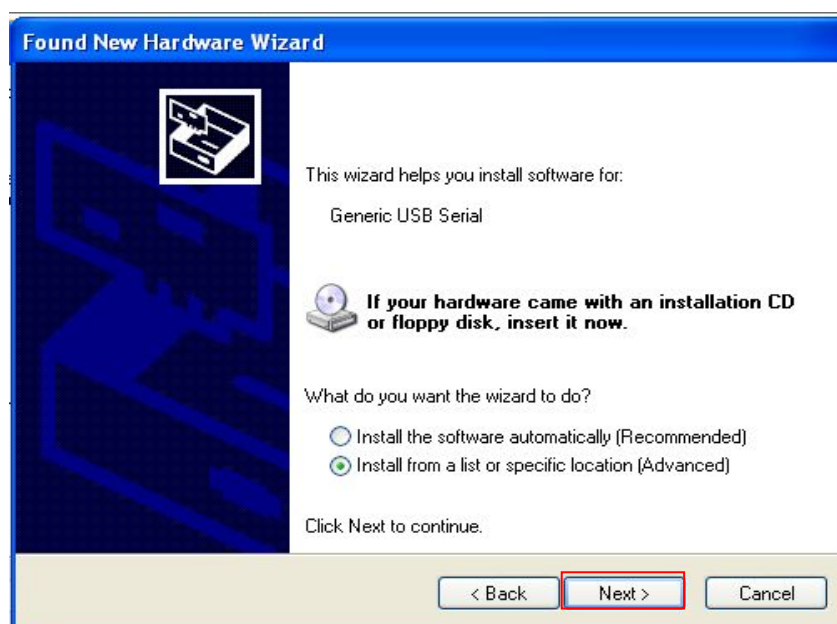 Found New Hardware Wizard
This wizard helps you install software for:
Generic USB Serial
If your hardware came with an installation CD
or floppy disk, insert it now.
What do you want the wizard to do?
Install the software automatically (Recommended)
Install from a list or specific location (Advanced)
Click Next to continue.
< Back
Next >
Cancel